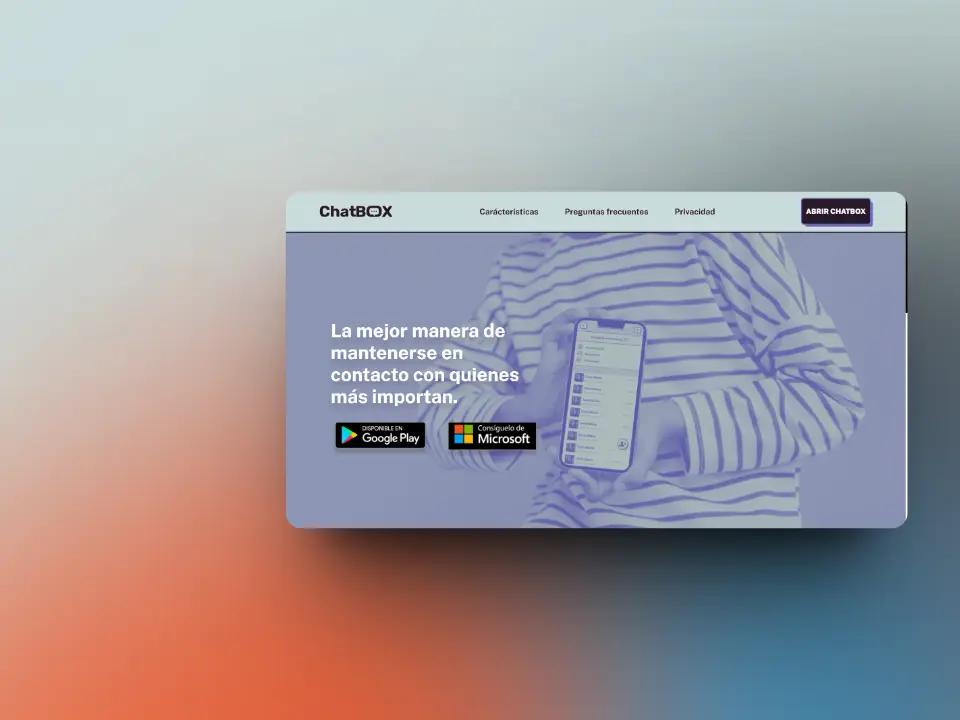 ChatBOX
Carácterísticas
Preguntas frecuentes
Privacidad
ABRIR CHATBOX
La mejor manera de
mantenerse en
contacto con quienes
más importan.
DISPONIBLE EN
Google Play
Consíguelo de
Microsoft